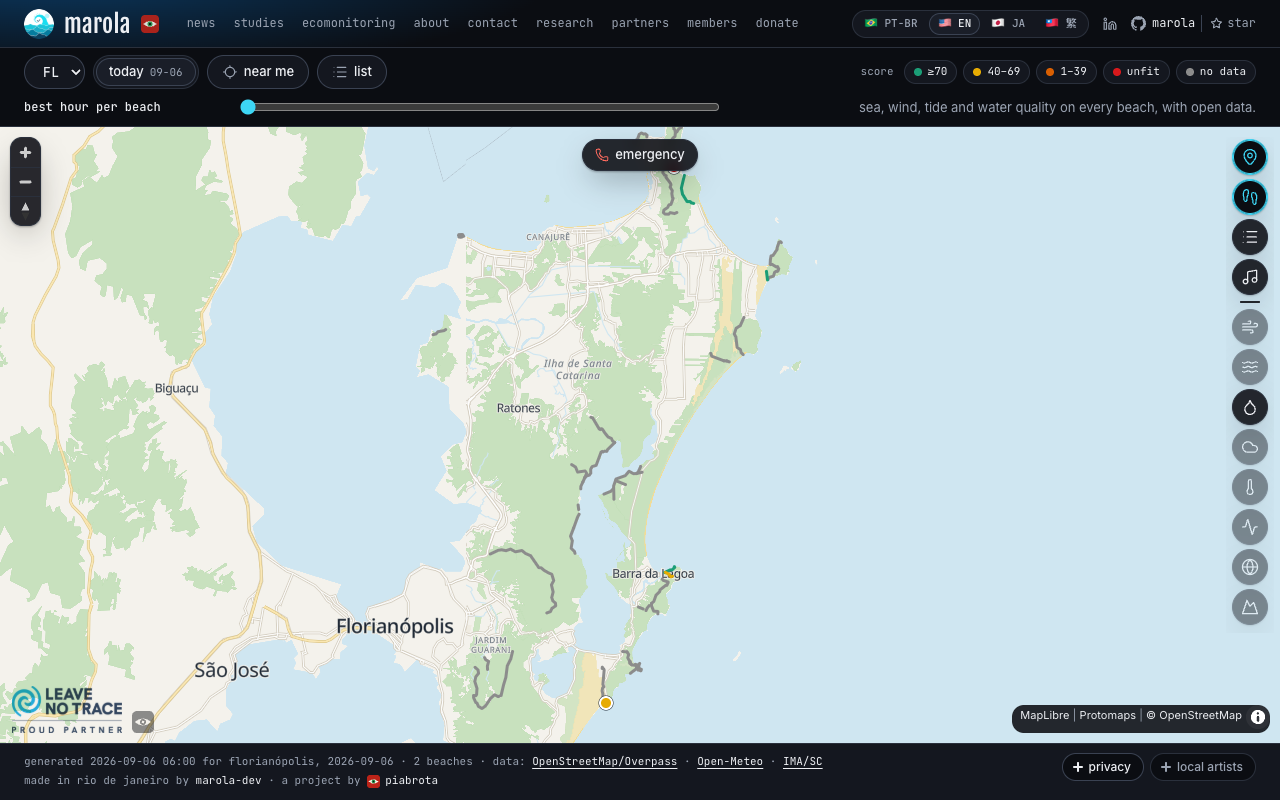 marola
news studies ecomonitoring about contact research partners members donate
PT-BR EN JA 繁
marola star
FL today 09-06 near me list
score ≥70 40–69 1–39 unfit no data
best hour per beach
sea, wind, tide and water quality on every beach, with open data.
emergency
CANAJURÊ
Ilha de Santa
Catarina
Biguaçu
Ratones
Barra da Lagoa
Florianópolis
JARDIM
GUARANI
São José
LEAVE
NO TRACE
PROUD PARTNER
MapLibre | Protomaps | © OpenStreetMap
generated 2026-09-06 06:00 for florianópolis, 2026-09-06 · 2 beaches · data: OpenStreetMap/Overpass · Open-Meteo · IMA/SC
made in rio de janeiro by marola-dev · a project by piabrota
privacy
local artists